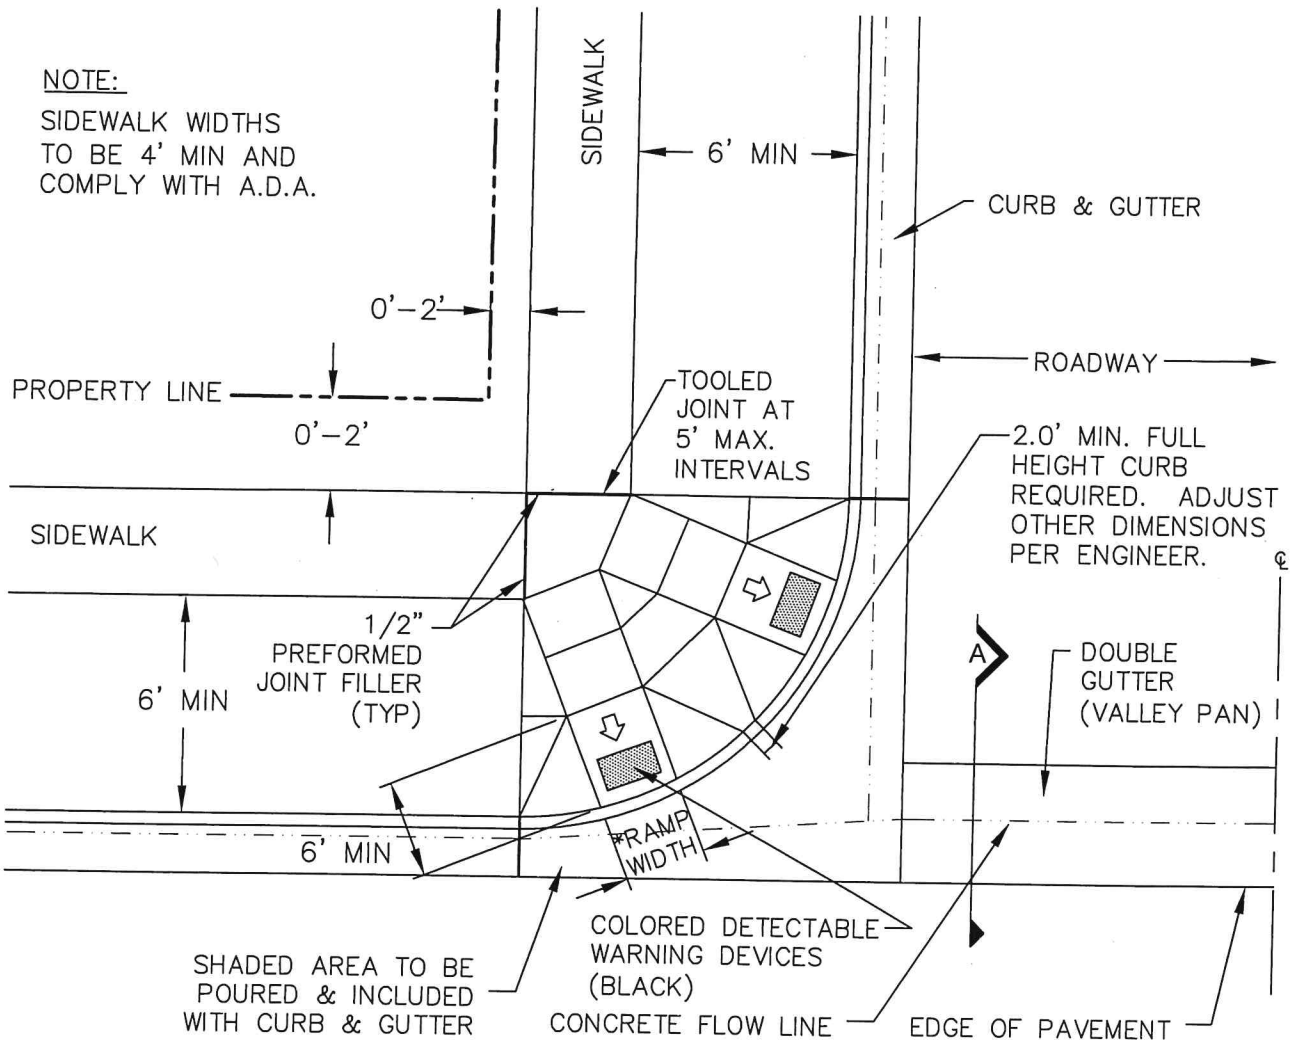 NOTE:
SIDEWALK WIDTHS
TO BE 4' MIN AND
COMPLY WITH A.D.A.
SIDEWALK
6' MIN
CURB & GUTTER
0'-2'
ROADWAY
PROPERTY LINE
0'-2'
TOOLED
JOINT AT
5' MAX.
INTERVALS
2.0' MIN. FULL
HEIGHT CURB
REQUIRED. ADJUST
OTHER DIMENSIONS
PER ENGINEER.
℄
SIDEWALK
1/2"
PREFORMED
JOINT FILLER
(TYP)
6' MIN
A
DOUBLE
GUTTER
(VALLEY PAN)
6' MIN
*RAMP
WIDTH
COLORED DETECTABLE
WARNING DEVICES
(BLACK)
SHADED AREA TO BE
POURED & INCLUDED
WITH CURB & GUTTER
CONCRETE FLOW LINE
EDGE OF PAVEMENT